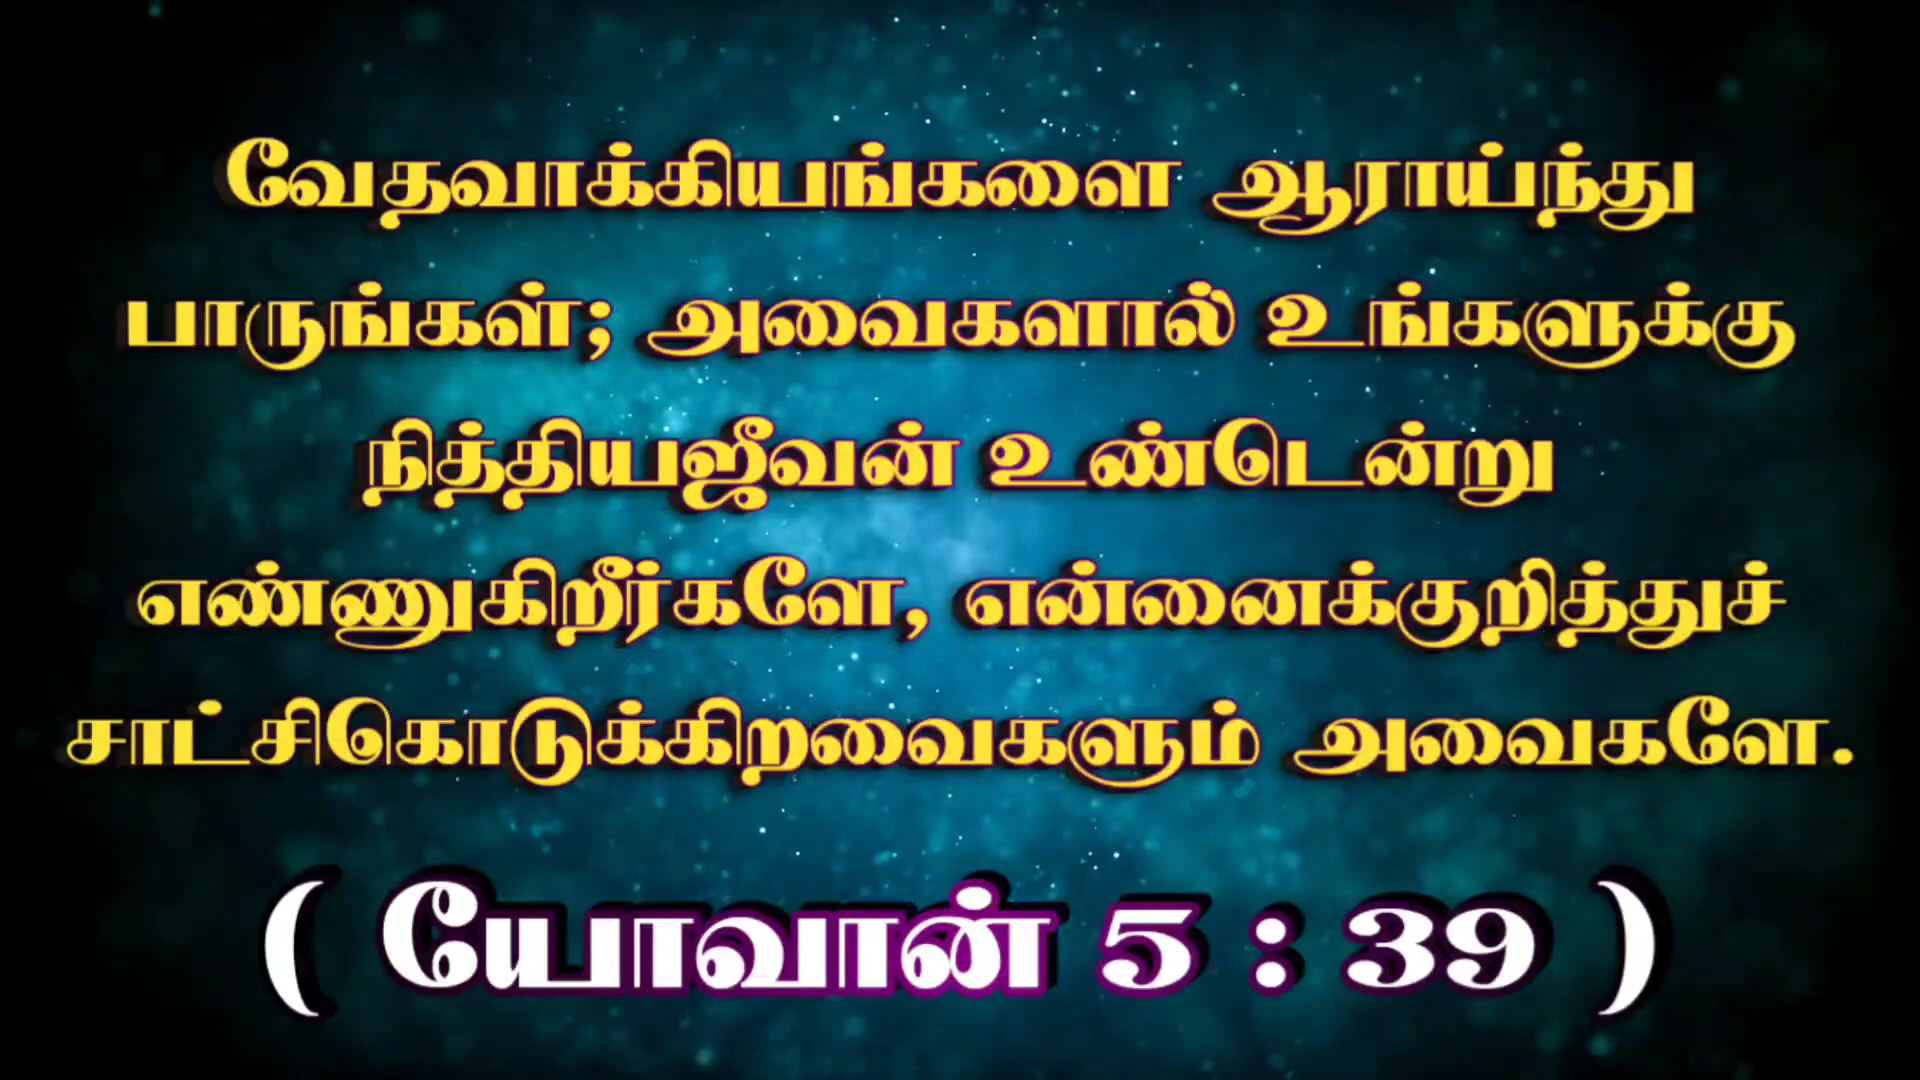 வேதவாக்கியங்களை ஆராய்ந்து
பாருங்கள்; அவைகளால் உங்களுக்கு
நித்தியஜீவன் உண்டென்று
எண்ணுகிறீர்களே, என்னைக்குறித்துச்
சாட்சிகொடுக்கிறவைகளும் அவைகளே.
( யோவான் 5 : 39 )